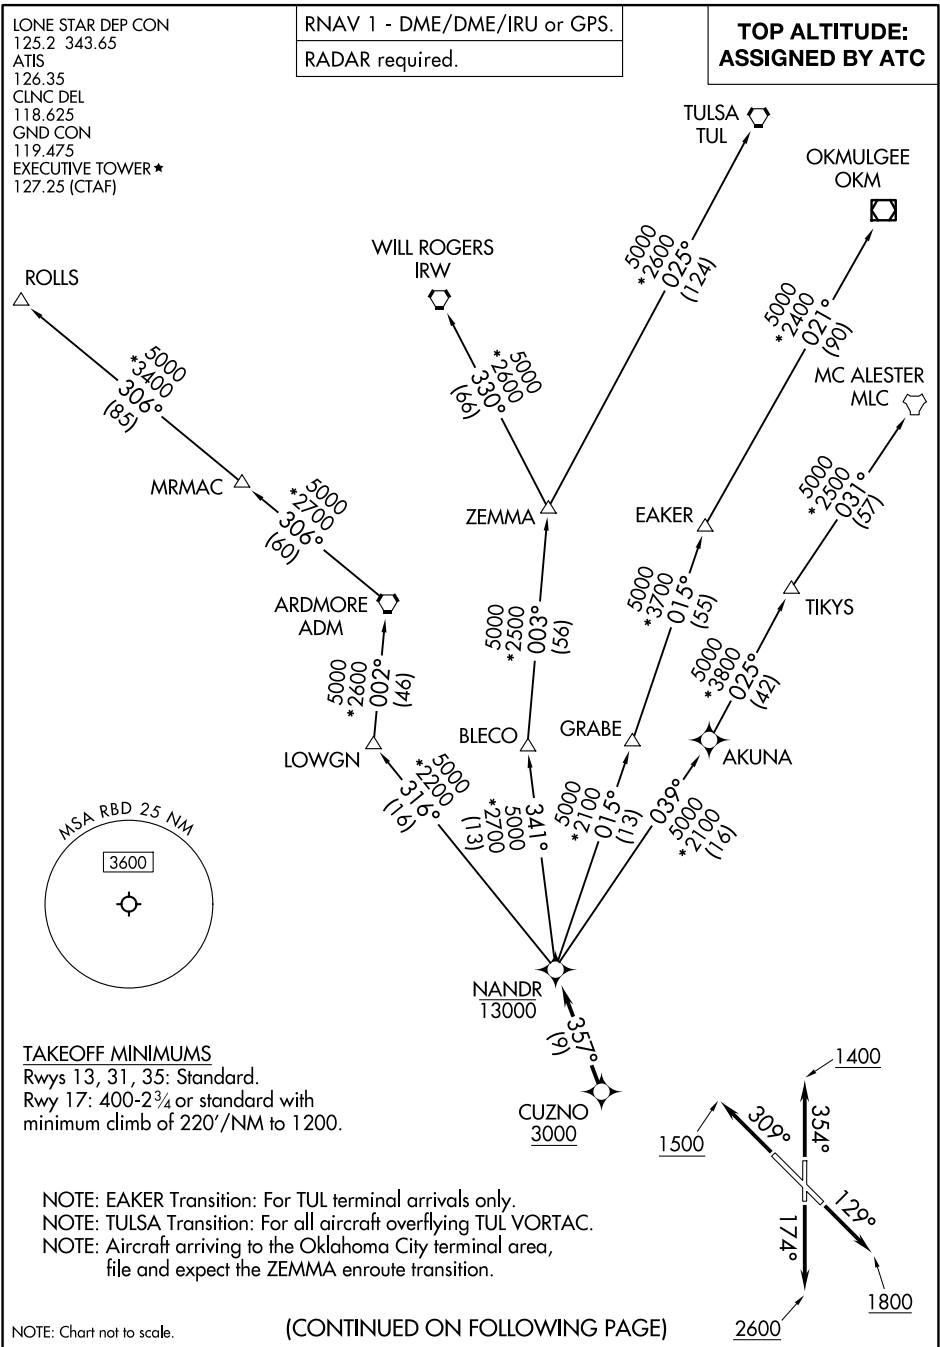 LONE STAR DEP CON
125.2 343.65
ATIS
126.35
CLNC DEL
118.625
GND CON
119.475
EXECUTIVE TOWER★
127.25 (CTAF)
RNAV 1 - DME/DME/IRU or GPS.
RADAR required.
TOP ALTITUDE:
ASSIGNED BY ATC
TULSA
TUL
OKMULGEE
OKM
WILL ROGERS
IRW
ROLLS
5000
*2600
025°
(124)
5000
*2400
021°
(90)
5000
*3400
306°
(85)
5000
*2600
330°
(66)
MC ALESTER
MLC
MRMAC
5000
*2700
306°
(60)
ZEMMA
EAKER
5000
*2500
031°
(57)
ARDMORE
ADM
TIKYS
5000
*2600
002°
(46)
5000
*2500
003°
(56)
5000
*3700
015°
(55)
5000
*3800
025°
(42)
LOWGN
BLECO
GRABE
AKUNA
5000
*2200
316°
(16)
341°
5000
*2700
(13)
5000
*2100
015°
(13)
039°
5000
*2100
(16)
MSA RBD 25 NM
3600
NANDR
13000
357°
(9)
CUZNO
3000
TAKEOFF MINIMUMS
Rwys 13, 31, 35: Standard.
Rwy 17: 400-2¾ or standard with
minimum climb of 220'/NM to 1200.
1400
1500
309°
354°
129°
174°
1800
2600
NOTE: EAKER Transition: For TUL terminal arrivals only.
NOTE: TULSA Transition: For all aircraft overflying TUL VORTAC.
NOTE: Aircraft arriving to the Oklahoma City terminal area,
file and expect the ZEMMA enroute transition.
NOTE: Chart not to scale.
(CONTINUED ON FOLLOWING PAGE)